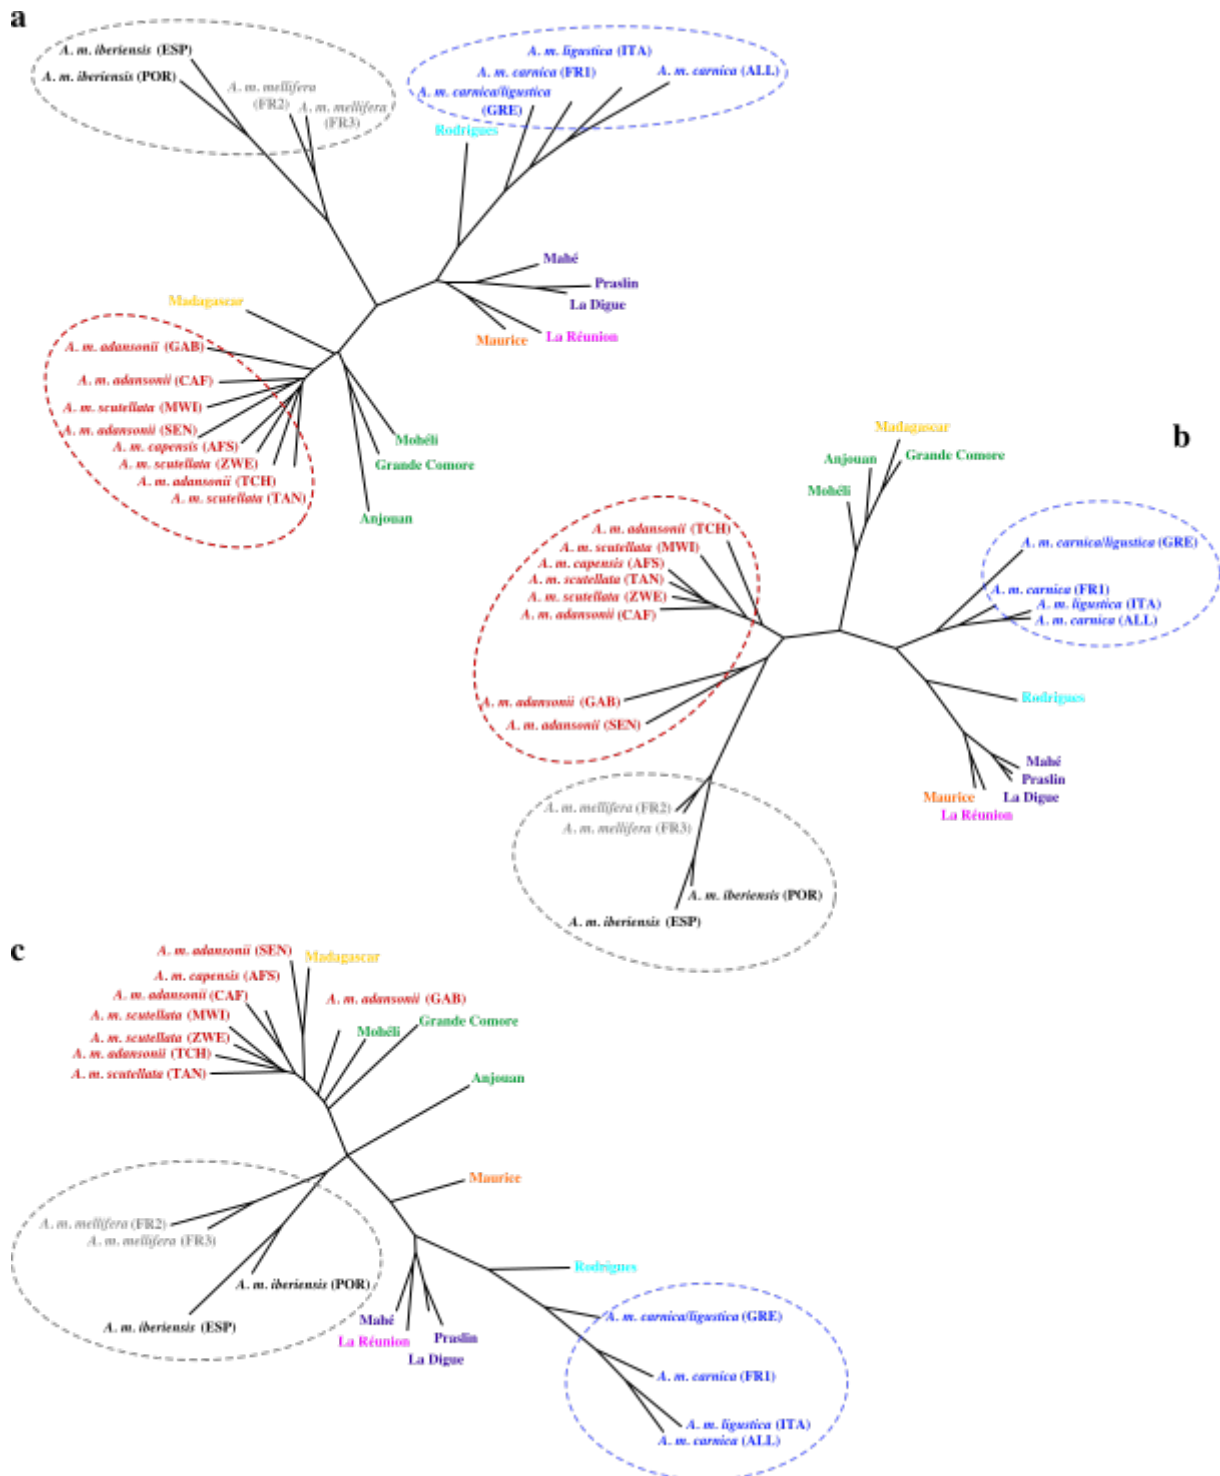 a
A. m. iberiensis (ESP)
A. m. iberiensis (POR)
A. m. mellifera
(FR2)
A. m. mellifera
(FR3)
A. m. ligustica (ITA)
A. m. carnica (FR1)
A. m. carnica (ALL)
A. m. carnica/ligustica
(GRE)
Rodrigues
Mahé
Praslin
La Digue
La Réunion
Maurice
Madagascar
A. m. adansonii (GAB)
A. m. adansonii (CAF)
A. m. scutellata (MWI)
A. m. adansonii (SEN)
A. m. capensis (AFS)
A. m. scutellata (ZWE)
A. m. adansonii (TCH)
A. m. scutellata (TAN)
Mohéli
Grande Comore
Anjouan
b
Madagascar
Grande Comore
Anjouan
Mohéli
A. m. adansonii (TCH)
A. m. scutellata (MWI)
A. m. capensis (AFS)
A. m. scutellata (TAN)
A. m. scutellata (ZWE)
A. m. adansonii (CAF)
A. m. adansonii (GAB)
A. m. adansonii (SEN)
A. m. carnica/ligustica (GRE)
A. m. carnica (FR1)
A. m. ligustica (ITA)
A. m. carnica (ALL)
Rodrigues
Mahé
Praslin
La Digue
Maurice
La Réunion
A. m. mellifera (FR2)
A. m. mellifera (FR3)
A. m. iberiensis (POR)
A. m. iberiensis (ESP)
c
A. m. adansonii (SEN)
Madagascar
A. m. capensis (AFS)
A. m. adansonii (CAF)
A. m. adansonii (GAB)
A. m. scutellata (MWI)
Mohéli
Grande Comore
A. m. scutellata (ZWE)
A. m. adansonii (TCH)
A. m. scutellata (TAN)
Anjouan
Maurice
A. m. mellifera (FR2)
A. m. mellifera (FR3)
A. m. iberiensis (POR)
A. m. iberiensis (ESP)
Rodrigues
Mahé
La Réunion
Praslin
La Digue
A. m. carnica/ligustica (GRE)
A. m. carnica (FR1)
A. m. ligustica (ITA)
A. m. carnica (ALL)